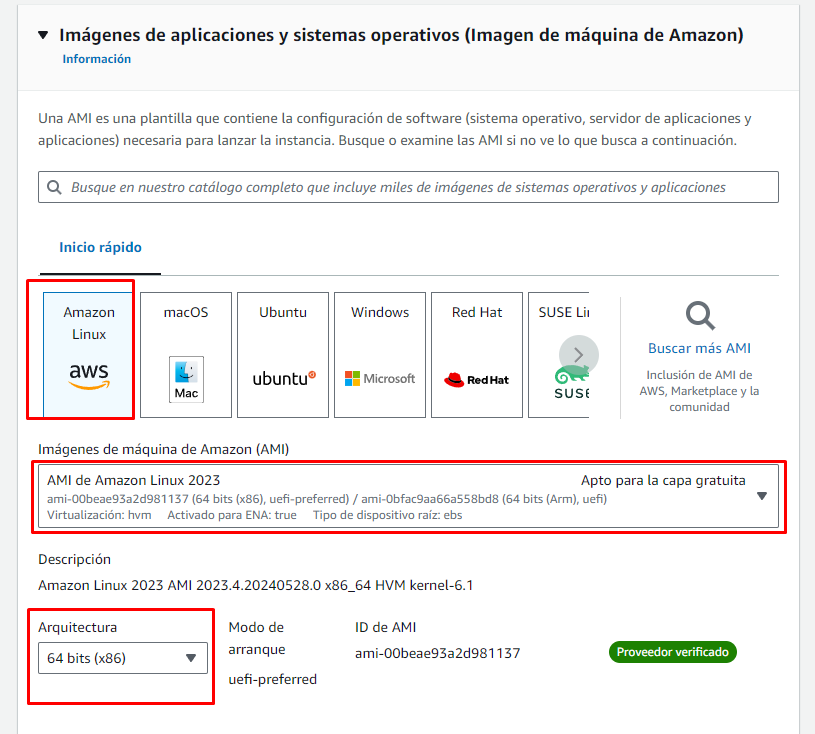 Imágenes de aplicaciones y sistemas operativos (Imagen de máquina de Amazon)
Información
Una AMI es una plantilla que contiene la configuración de software (sistema operativo, servidor de aplicaciones y
aplicaciones) necesaria para lanzar la instancia. Busque o examine las AMI si no ve lo que busca a continuación.
Busque en nuestro catálogo completo que incluye miles de imágenes de sistemas operativos y aplicaciones
Inicio rápido
Amazon
Linux
aws
macOS
Mac
Ubuntu
ubuntu
Windows
Microsoft
Red Hat
Red Hat
SUSE Li
SUSE
Buscar más AMI
Inclusión de AMI de
AWS, Marketplace y la
comunidad
Imágenes de máquina de Amazon (AMI)
AMI de Amazon Linux 2023
Apto para la capa gratuita
ami-00beae93a2d981137 (64 bits (x86), uefi-preferred) / ami-0bfac9aa66a558bd8 (64 bits (Arm), uefi)
Virtualización: hvm Activado para ENA: true Tipo de dispositivo raíz: ebs
Descripción
Amazon Linux 2023 AMI 2023.4.20240528.0 x86_64 HVM kernel-6.1
Arquitectura
64 bits (x86)
Modo de
arranque
uefi-preferred
ID de AMI
ami-00beae93a2d981137
Proveedor verificado